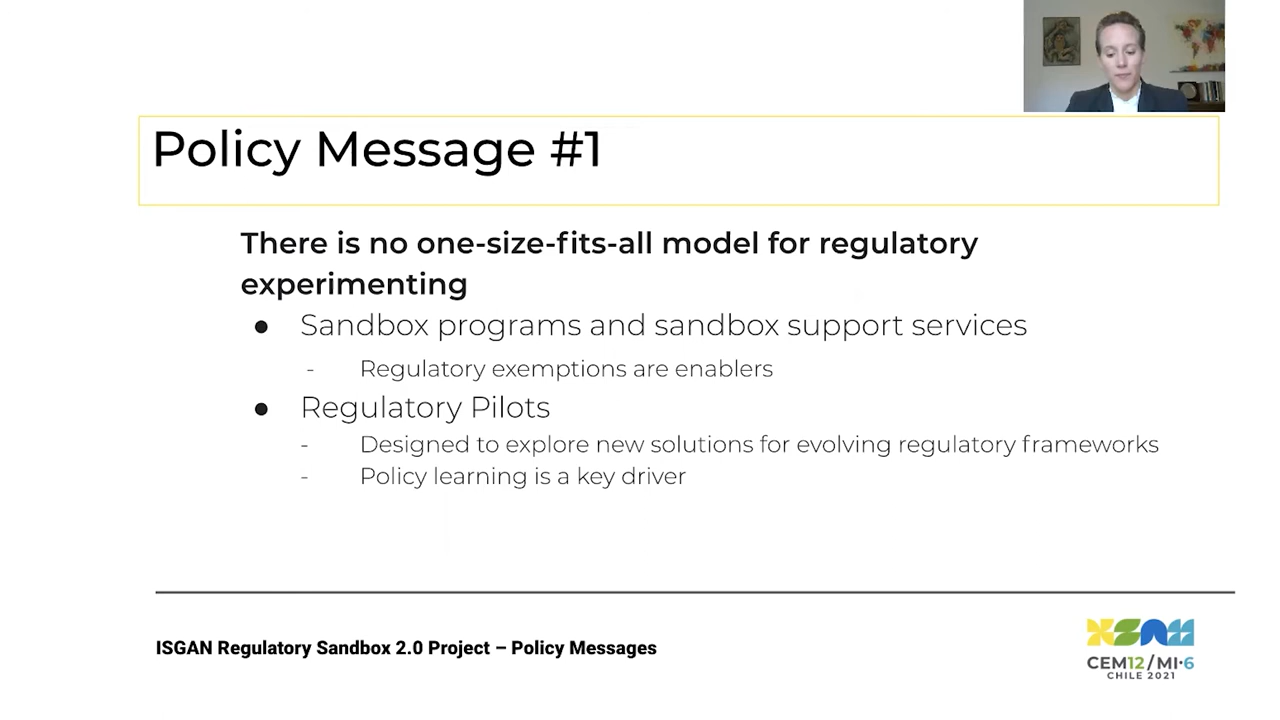 Policy Message #1
There is no one-size-fits-all model for regulatory
experimenting
● Sandbox programs and sandbox support services
- Regulatory exemptions are enablers
● Regulatory Pilots
- Designed to explore new solutions for evolving regulatory frameworks
- Policy learning is a key driver
ISGAN Regulatory Sandbox 2.0 Project – Policy Messages
CEM12/MI·6
CHILE 2021